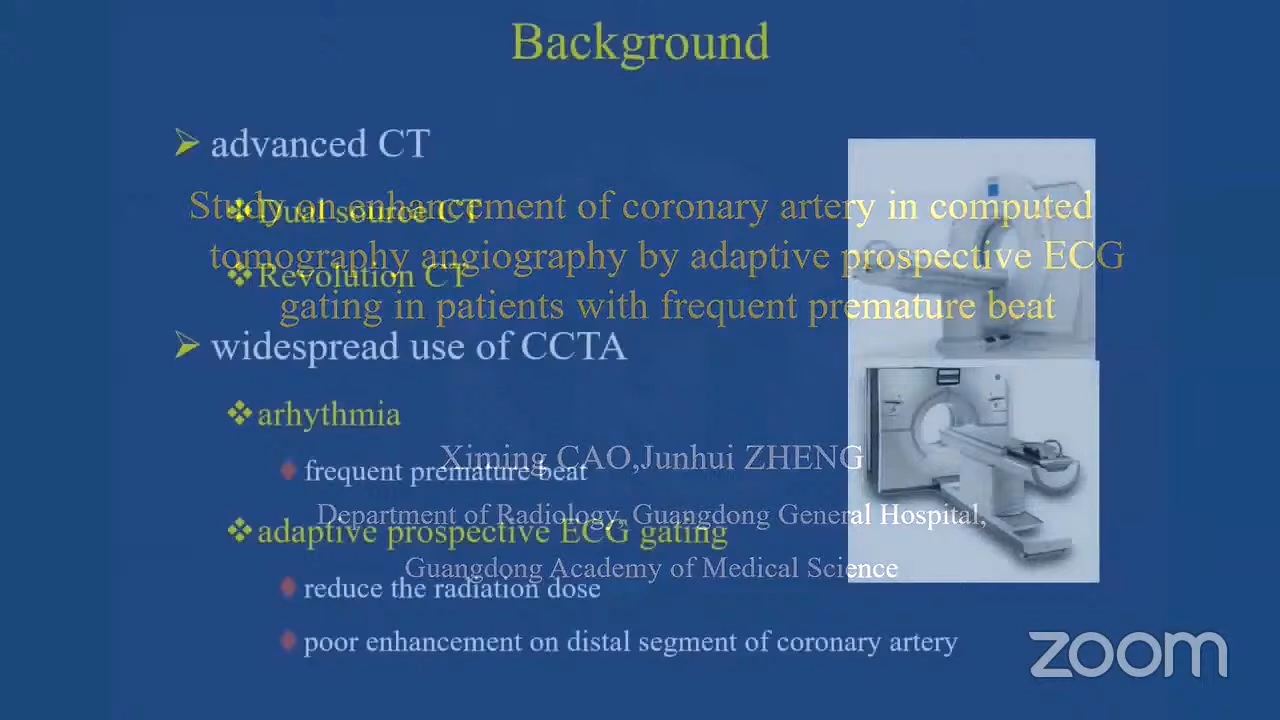 Background
advanced CT
Study on enhancement of coronary artery in computed
Dual source CT
tomography angiography by adaptive prospective ECG
Revolution CT
gating in patients with frequent premature beat
widespread use of CCTA
arhythmia
Ximing CAO,Junhui ZHENG
frequent premature beat
Department of Radiology, Guangdong General Hospital,
adaptive prospective ECG gating
Guangdong Academy of Medical Science
reduce the radiation dose
poor enhancement on distal segment of coronary artery
zoom